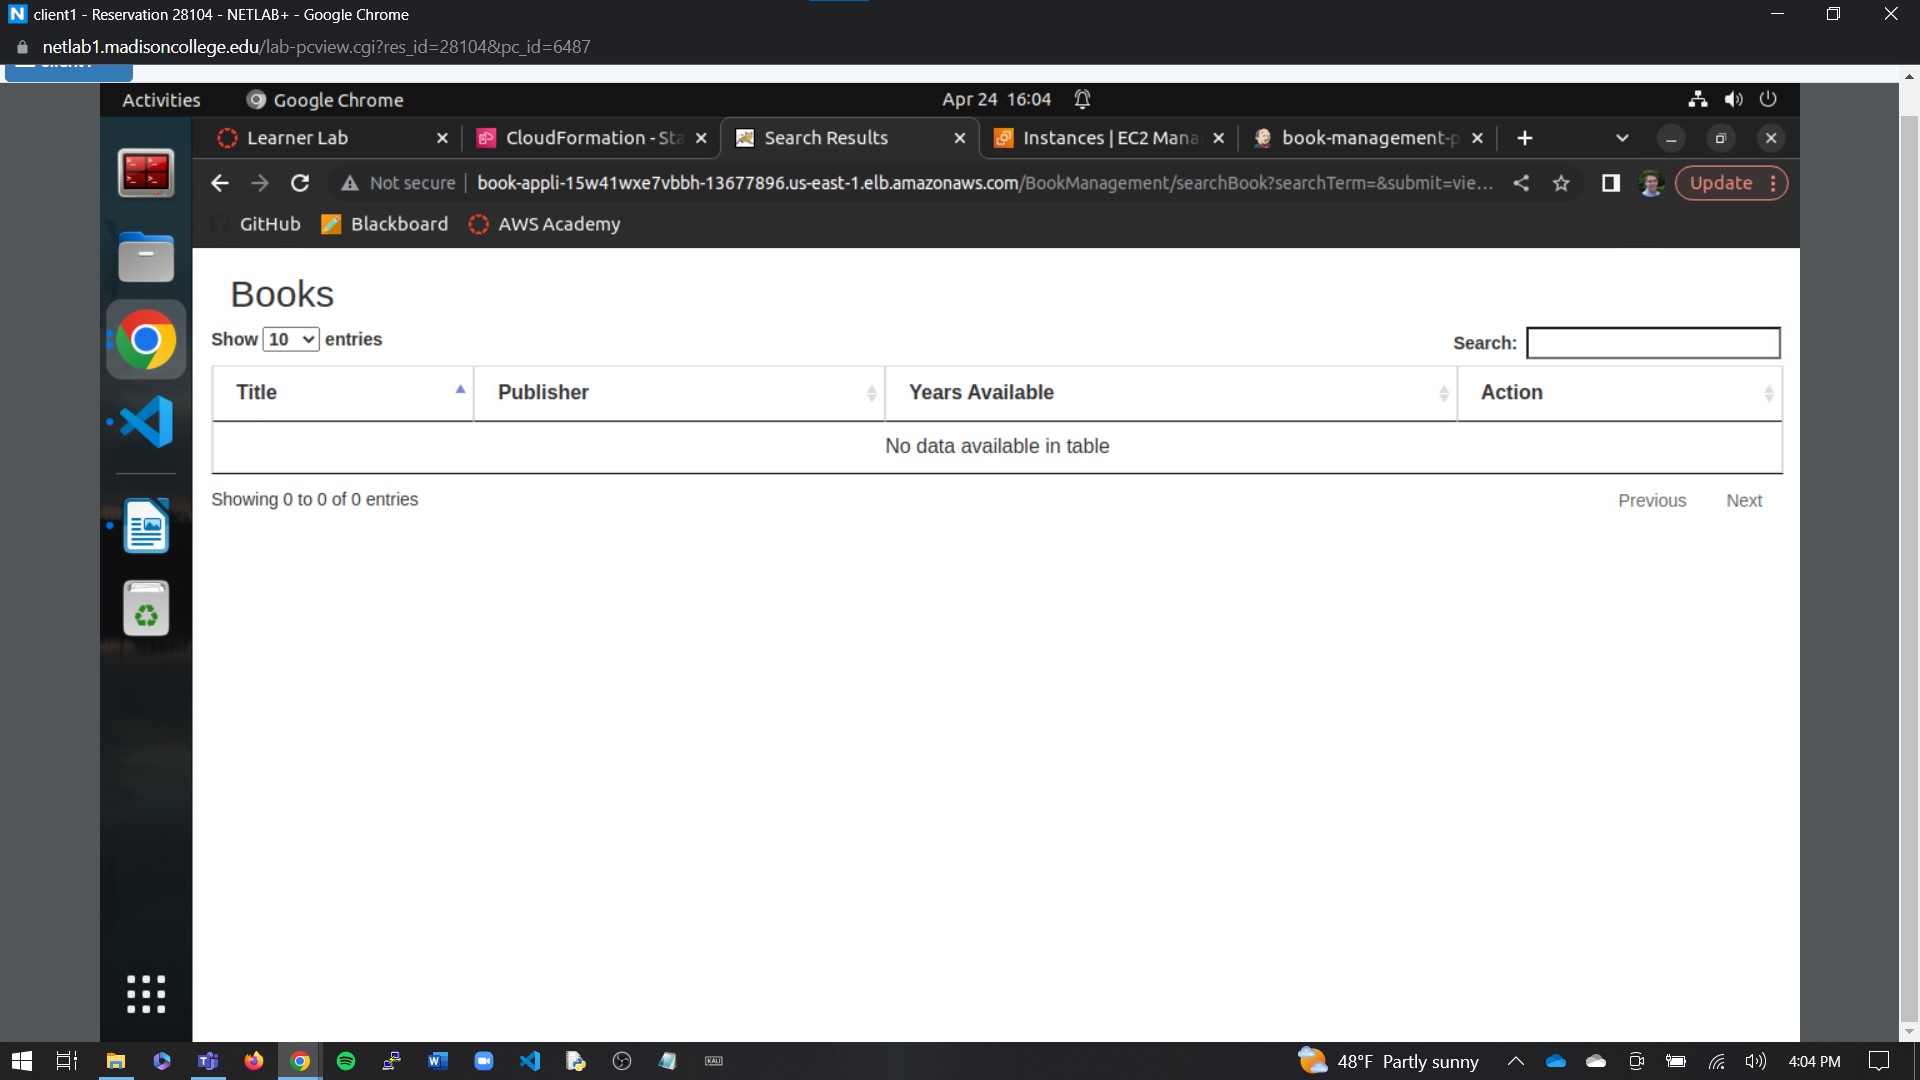 client1 - Reservation 28104 - NETLAB+ - Google Chrome
netlab1.madisoncollege.edu/lab-pcview.cgi?res_id=28104&pc_id=6487
Activities Google Chrome Apr 24 16:04
Learner Lab CloudFormation - Sta Search Results Instances | EC2 Mana book-management-p
Not secure book-appli-15w41wxe7vbbh-13677896.us-east-1.elb.amazonaws.com/BookManagement/searchBook?searchTerm=&submit=vie... Update
GitHub Blackboard AWS Academy
Books
Show 10 entries Search:
Title Publisher Years Available Action
No data available in table
Showing 0 to 0 of 0 entries Previous Next
48°F Partly sunny 4:04 PM